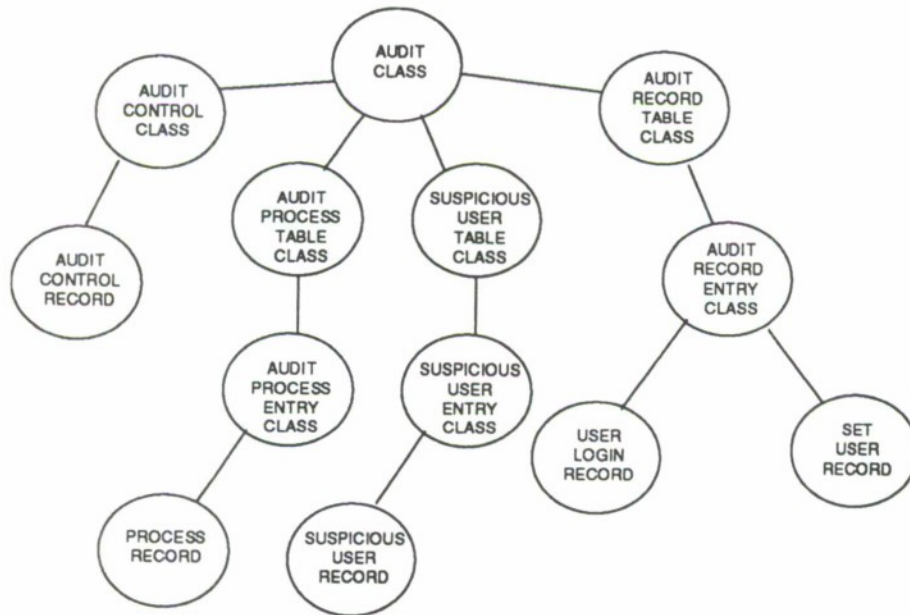 AUDIT
CLASS
AUDIT
CONTROL
CLASS
AUDIT
RECORD
TABLE
CLASS
AUDIT
PROCESS
TABLE
CLASS
SUSPICIOUS
USER
TABLE
CLASS
AUDIT
CONTROL
RECORD
AUDIT
RECORD
ENTRY
CLASS
AUDIT
PROCESS
ENTRY
CLASS
SUSPICIOUS
USER
ENTRY
CLASS
USER
LOGIN
RECORD
SET
USER
RECORD
PROCESS
RECORD
SUSPICIOUS
USER
RECORD